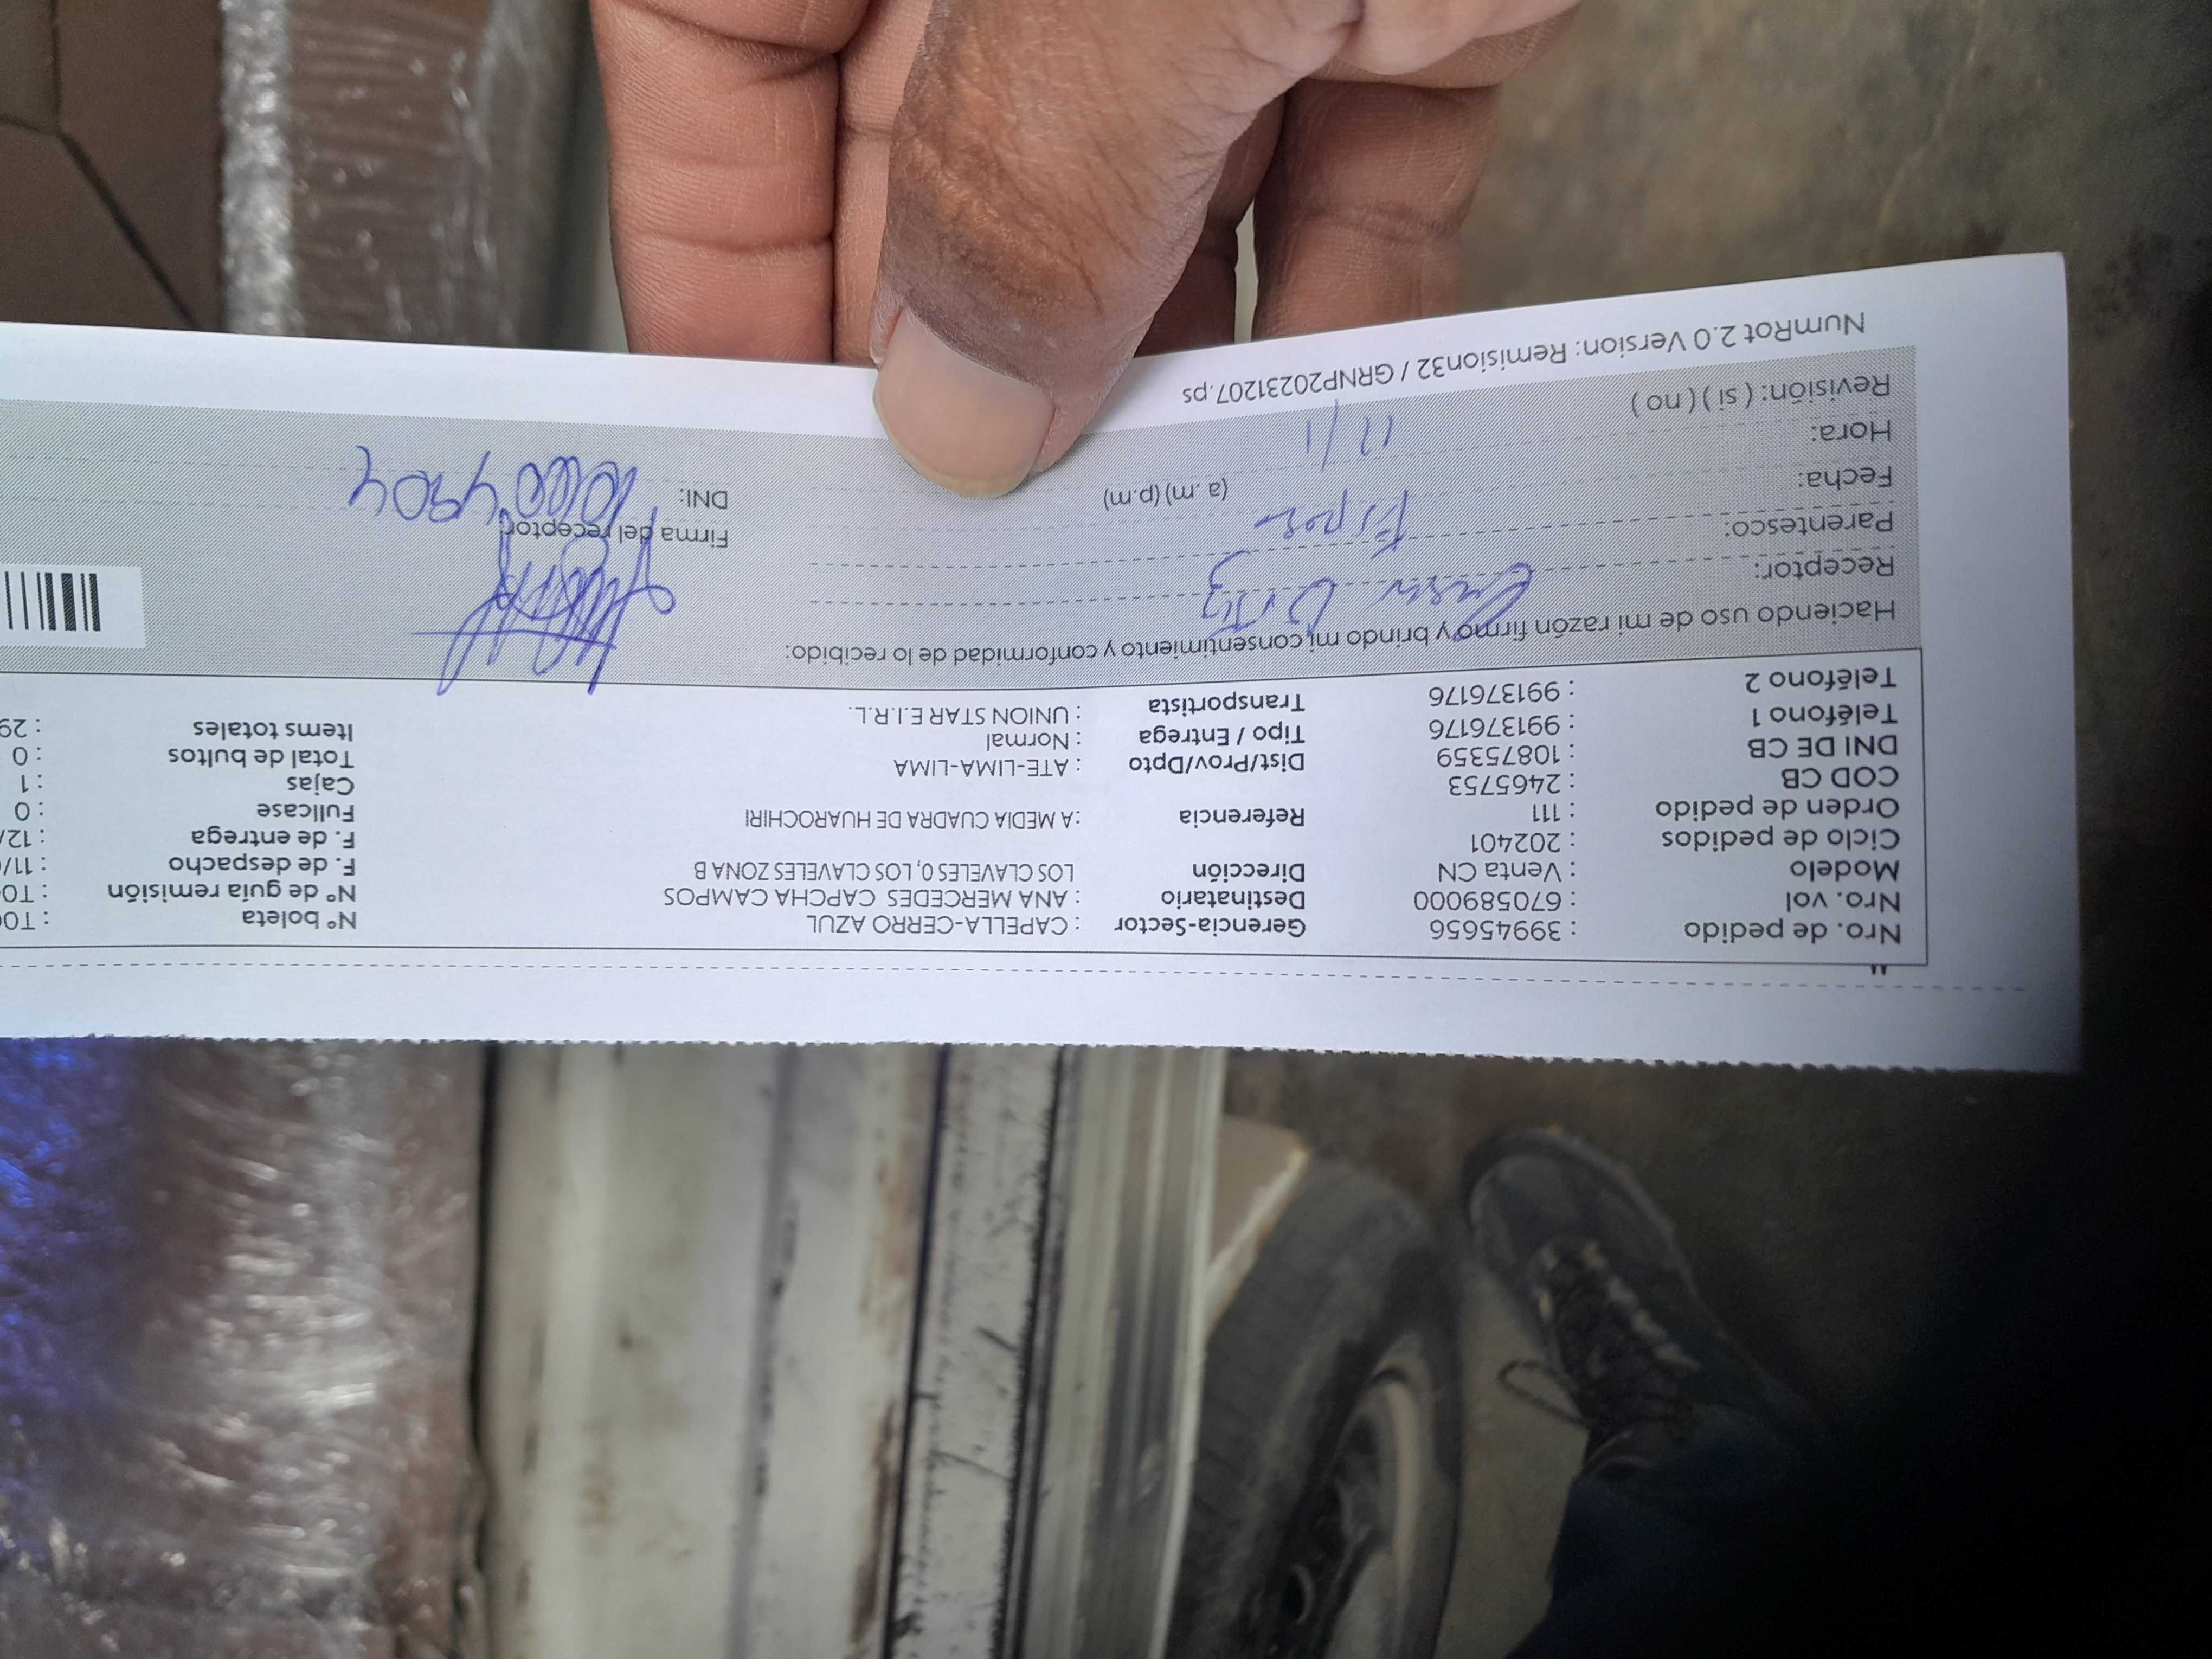 Nro. de pedido : 39945656 Gerencia-Sector : CAPELLA-CERRO AZUL Nº boleta : T00
Nro. vol : 670589000 Destinatario : ANA MERCEDES CAPCHA CAMPOS Nº de guía remisión : T00
Modelo : Venta CN Dirección LOS CLAVELES 0, LOS CLAVELES ZONA B F. de despacho : 11/
Ciclo de pedidos : 202401 F. de entrega : 12/
Orden de pedido : 111 Referencia : A MEDIA CUADRA DE HUAROCHIRI Fullcase : 0
COD CB : 2465753 Cajas : 1
DNI DE CB : 10875359 Dist/Prov/Dpto : ATE-LIMA-LIMA Total de bultos : 0
Teléfono 1 : 991376176 Tipo / Entrega : Normal Items totales : 29
Teléfono 2 : 991376176 Transportista : UNION STAR E.I.R.L.
Haciendo uso de mi razón firmo y brindo mi consentimiento y conformidad de lo recibido:
Receptor:
Parentesco: Firma del receptor:
Fecha: (a.m) (p.m) DNI:
Hora:
Revisión: ( si ) ( no )
NumRot 2.0 Version: Remision32 / GRNP20231207.ps